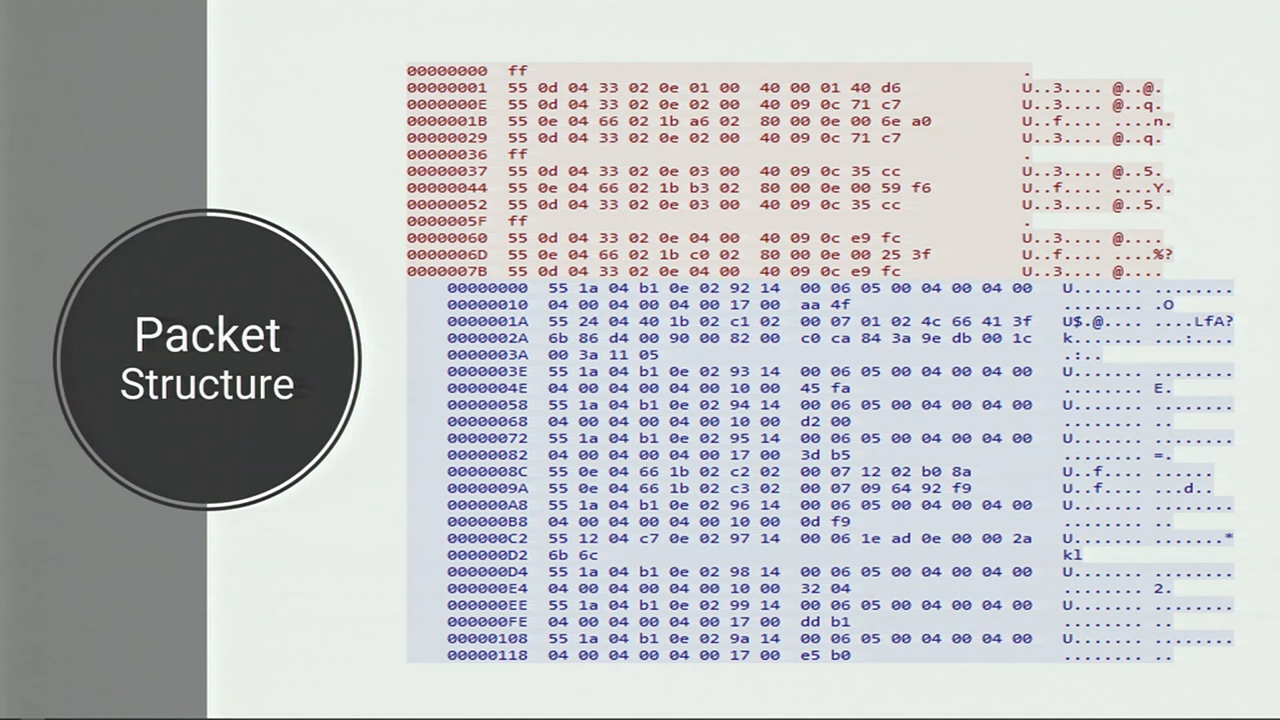 Packet
Structure
00000000 ff .
00000001 55 0d 04 33 02 0e 01 00 40 00 01 40 d6 U..3.... @..@.
0000000E 55 0d 04 33 02 0e 02 00 40 09 0c 71 c7 U..3.... @..q.
0000001B 55 0e 04 66 02 1b a6 02 80 00 0e 00 6e a0 U..f.... ....n.
00000029 55 0d 04 33 02 0e 02 00 40 09 0c 71 c7 U..3.... @..q.
00000036 ff .
00000037 55 0d 04 33 02 0e 03 00 40 09 0c 35 cc U..3.... @..5.
00000044 55 0e 04 66 02 1b b3 02 80 00 0e 00 59 f6 U..f.... ....Y.
00000052 55 0d 04 33 02 0e 03 00 40 09 0c 35 cc U..3.... @..5.
0000005F ff .
00000060 55 0d 04 33 02 0e 04 00 40 09 0c e9 fc U..3.... @....
0000006D 55 0e 04 66 02 1b c0 02 80 00 0e 00 25 3f U..f.... ....%?
0000007B 55 0d 04 33 02 0e 04 00 40 09 0c e9 fc U..3.... @....
00000000 55 1a 04 b1 0e 02 92 14 00 06 05 00 04 00 04 00 U....... ........
00000010 04 00 04 00 04 00 17 00 aa 4f ........ .O
0000001A 55 24 04 40 1b 02 c1 02 00 07 01 02 4c 66 41 3f U$.@.... ....LfA?
0000002A 6b 86 d4 00 90 00 82 00 c0 ca 84 3a 9e db 00 1c k....... ...:....
0000003A 00 3a 11 05 .:..
0000003E 55 1a 04 b1 0e 02 93 14 00 06 05 00 04 00 04 00 U....... ........
0000004E 04 00 04 00 04 00 10 00 45 fa ........ E.
00000058 55 1a 04 b1 0e 02 94 14 00 06 05 00 04 00 04 00 U....... ........
00000068 04 00 04 00 04 00 10 00 d2 00 ........ ..
00000072 55 1a 04 b1 0e 02 95 14 00 06 05 00 04 00 04 00 U....... ........
00000082 04 00 04 00 04 00 17 00 3d b5 ........ =.
0000008C 55 0e 04 66 1b 02 c2 02 00 07 12 02 b0 8a U..f.... ......
0000009A 55 0e 04 66 1b 02 c3 02 00 07 09 64 92 f9 U..f.... ...d..
000000A8 55 1a 04 b1 0e 02 96 14 00 06 05 00 04 00 04 00 U....... ........
000000B8 04 00 04 00 04 00 10 00 0d f9 ........ ..
000000C2 55 12 04 c7 0e 02 97 14 00 06 1e ad 0e 00 00 2a U....... .......*
000000D2 6b 6c kl
000000D4 55 1a 04 b1 0e 02 98 14 00 06 05 00 04 00 04 00 U....... ........
000000E4 04 00 04 00 04 00 10 00 32 04 ........ 2.
000000EE 55 1a 04 b1 0e 02 99 14 00 06 05 00 04 00 04 00 U....... ........
000000FE 04 00 04 00 04 00 17 00 dd b1 ........ ..
00000108 55 1a 04 b1 0e 02 9a 14 00 06 05 00 04 00 04 00 U....... ........
00000118 04 00 04 00 04 00 17 00 e5 b0 ........ ..